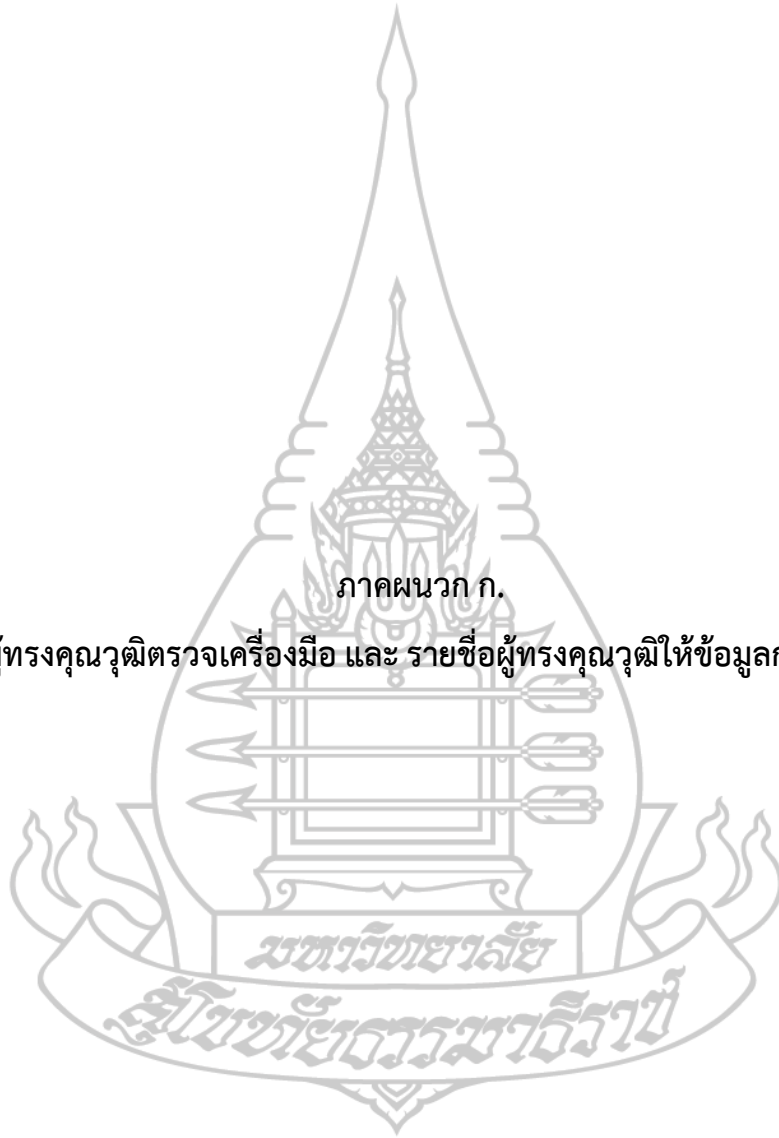 ภาคผนวก ก.
ผู้ทรงคุณวุฒิตรวจเครื่องมือ และ รายชื่อผู้ทรงคุณวุฒิให้ข้อมูล
มหาวิทยาลัย
สุโขทัยธรรมาธิราช